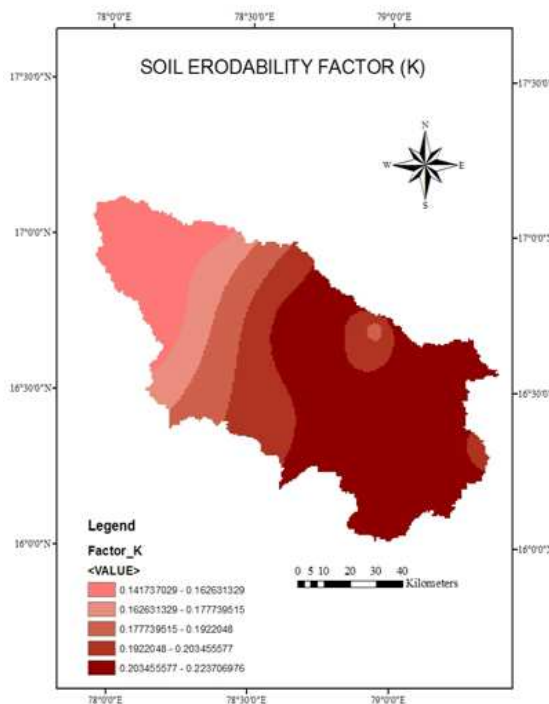 78°0'0"E 78°30'0"E 79°0'0"E
17°30'0"N 17°30'0"N
SOIL ERODABILITY FACTOR (K)
N
W E
S
17°0'0"N 17°0'0"N
16°30'0"N 16°30'0"N
16°0'0"N 16°0'0"N
Legend
Factor_K
<VALUE>
0.141737029 - 0.162631329
0.162631329 - 0.177739515
0.177739515 - 0.1922048
0.1922048 - 0.203455577
0.203455577 - 0.223706976
0 5 10 20 30 40
Kilometers
78°0'0"E 78°30'0"E 79°0'0"E